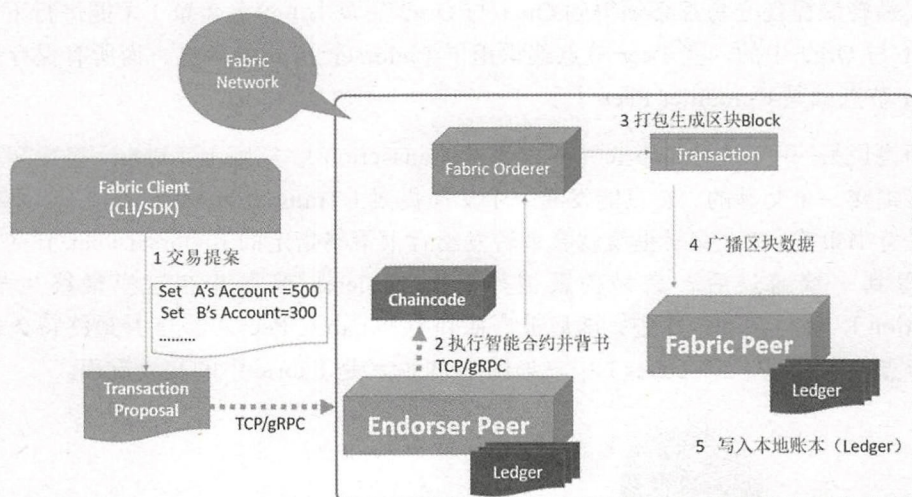 Fabric
Network
3 打包生成区块Block
Fabric Orderer
Transaction
Fabric Client
(CLI/SDK)
1 交易提案
4 广播区块数据
Set A's Account =500
Set B's Account=300
.........
Chaincode
2 执行智能合约并背书
TCP/gRPC
Fabric Peer
Ledger
Transaction
Proposal
TCP/gRPC
Endorser Peer
Ledger
5 写入本地账本（Ledger）